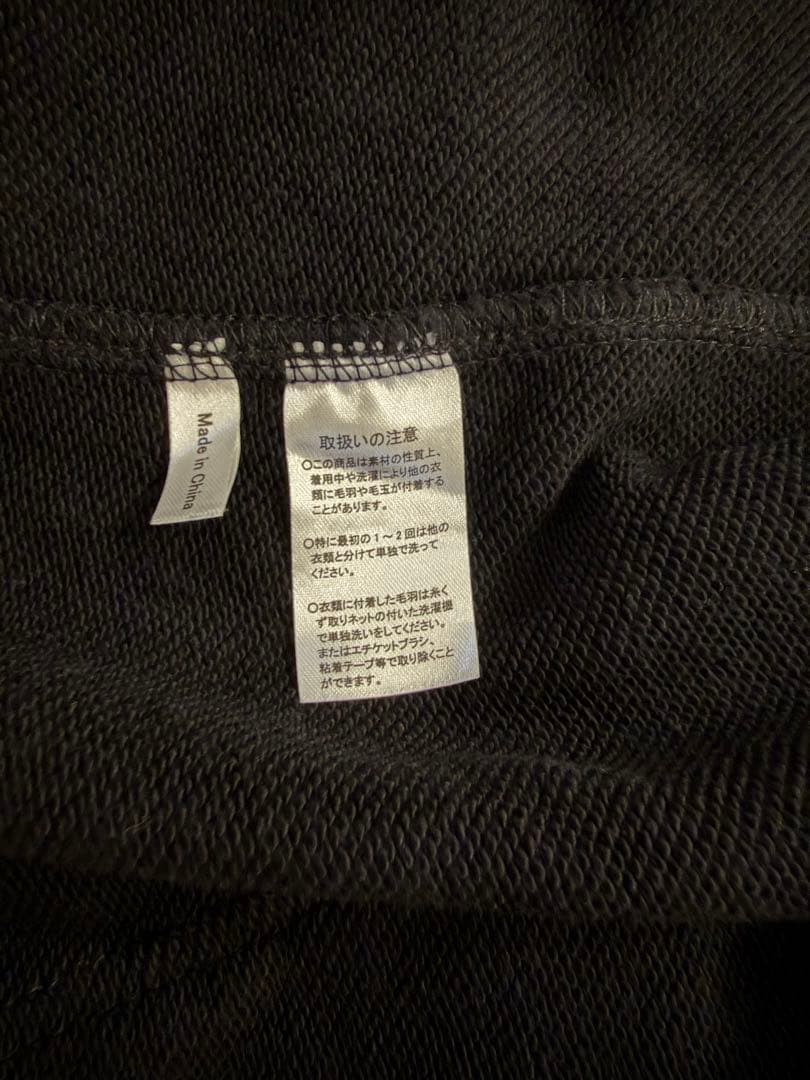 Made in China
取扱いの注意
○この商品は素材の性質上、
着用中や洗濯により他の衣
類に毛羽や毛玉が付着する
ことがあります。
○特に最初の1～2回は他の
衣類と分けて単独で洗って
ください。
○衣類に付着した毛羽は糸く
ず取りネットの付いた洗濯機
で単独洗いをしてください。
またはエチケットブラシ、
粘着テープ等で取り除くこと
ができます。